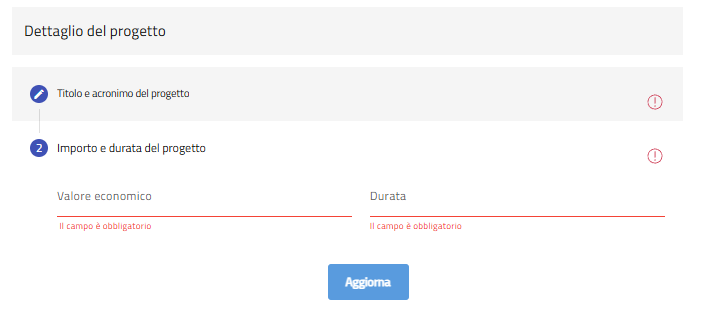 Dettaglio del progetto
Titolo e acronimo del progetto
2 Importo e durata del progetto
Valore economico Durata
Il campo è obbligatorio Il campo è obbligatorio
Aggiorna